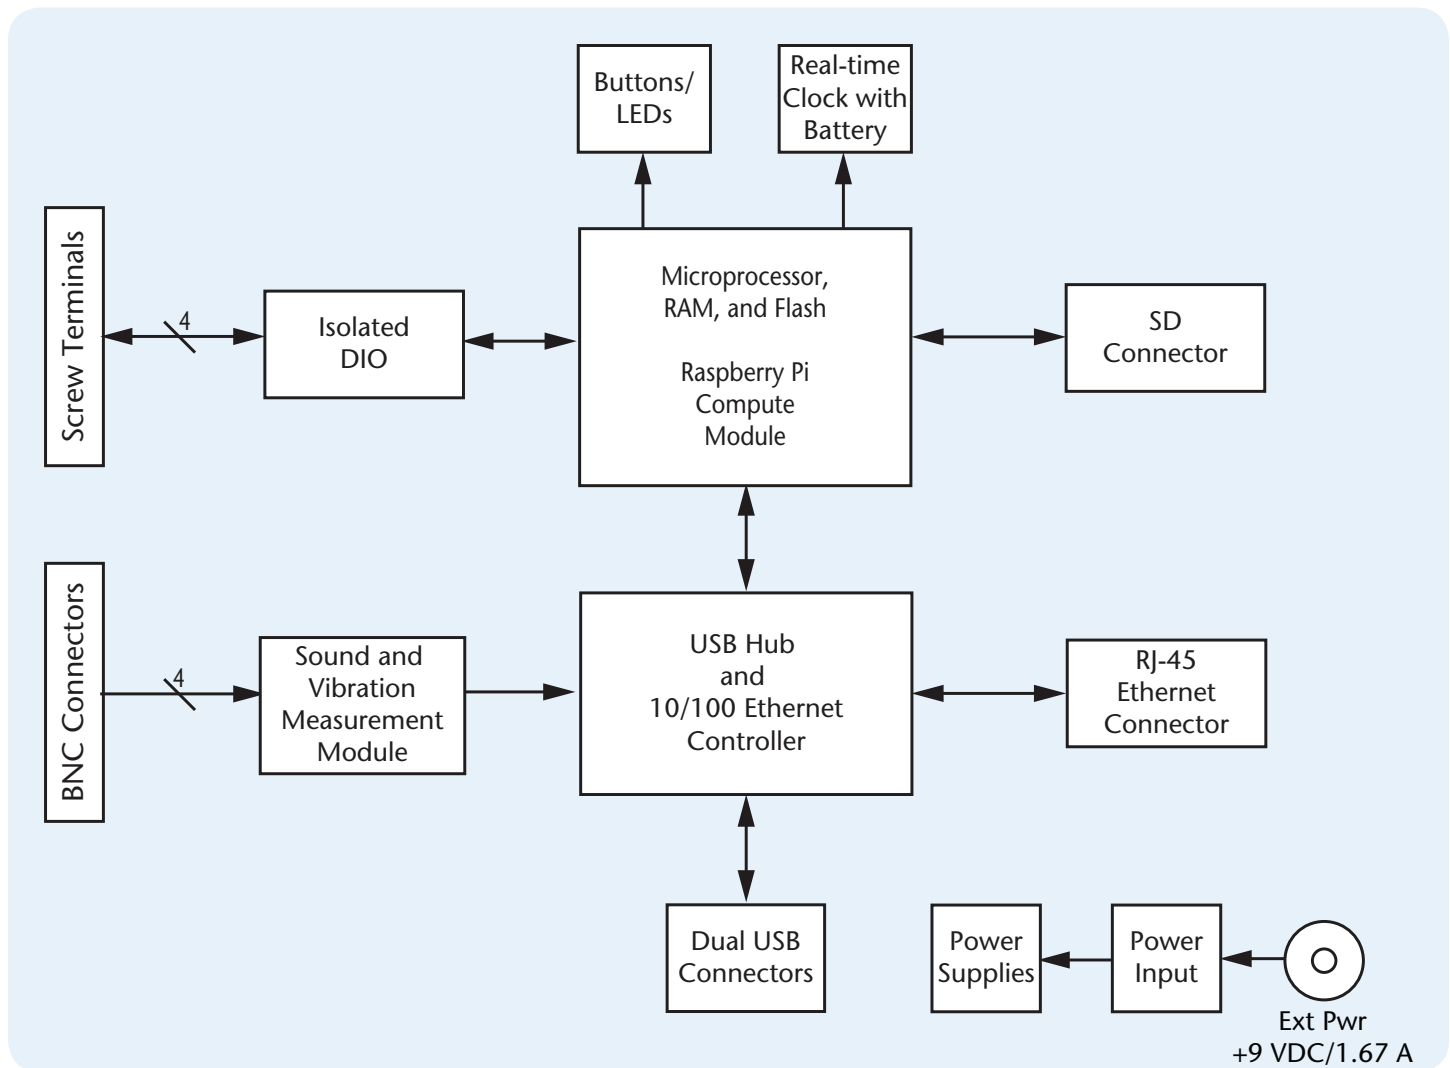 Buttons/
LEDs
Real-time
Clock with
Battery
Screw Terminals
4
Isolated
DIO
Microprocessor,
RAM, and Flash
Raspberry Pi
Compute
Module
SD
Connector
BNC Connectors
4
Sound and
Vibration
Measurement
Module
USB Hub
and
10/100 Ethernet
Controller
RJ-45
Ethernet
Connector
Dual USB
Connectors
Power
Supplies
Power
Input
Ext Pwr
+9 VDC/1.67 A